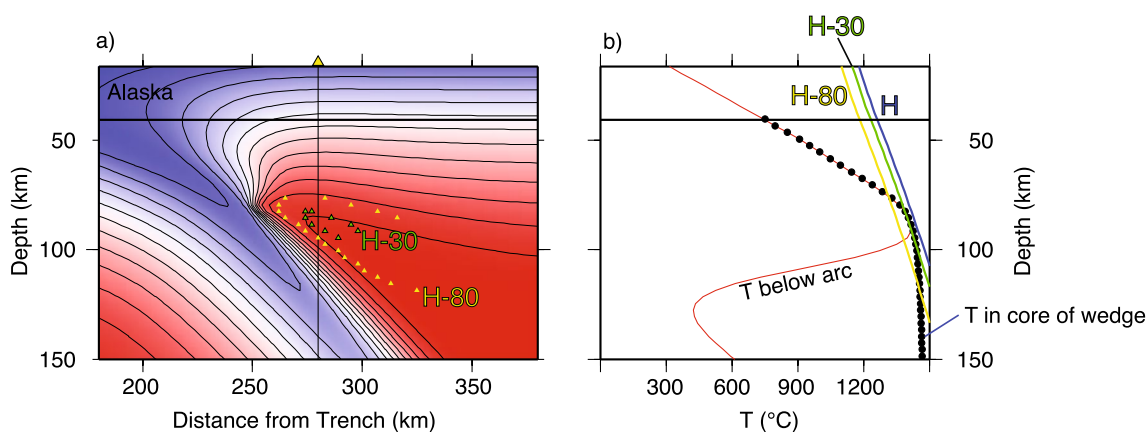 a)
Alaska
H-30
H-80
50
100
150
Depth (km)
200
250
300
350
Distance from Trench (km)
b)
H-30
H-80
H
T below arc
T in core of wedge
50
100
150
Depth (km)
0
300
600
900
1200
T (°C)